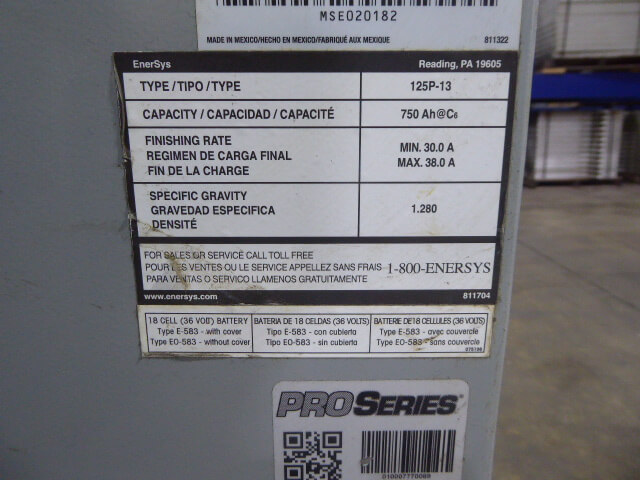 MSE020182
MADE IN MEXICO/HECHO EN MEXICO/FABRIQUÉ AUX MEXIQUE 811322
EnerSys Reading, PA 19605
TYPE / TIPO / TYPE 125P-13
CAPACITY / CAPACIDAD / CAPACITÉ 750 Ah@C6
FINISHING RATE
REGIMEN DE CARGA FINAL
FIN DE LA CHARGE
MIN. 30.0 A
MAX. 38.0 A
SPECIFIC GRAVITY
GRAVEDAD ESPECIFICA
DENSITÉ
1.280
FOR SALES OR SERVICE CALL TOLL FREE
POUR LES VENTES OU LE SERVICE APPELLEZ SANS FRAIS 1-800-ENERSYS
PARA VENTAS O SERVICO LLAMENOS GRATUITAMENTE
www.enersys.com 811704
18 CELL (36 VOLT) BATTERY
Type E-583 - with cover
Type EO-583 - without cover
BATERIA DE 18 CELDAS (36 VOLTS)
Tipo E-583 - con cubierta
Tipo EO-583 - sin cubierta
BATTERIE DE 18 CELLULES (36 VOLTS)
Type E-583 - avec couvercle
Type EO-583 - sans couvercle
PROSERIES